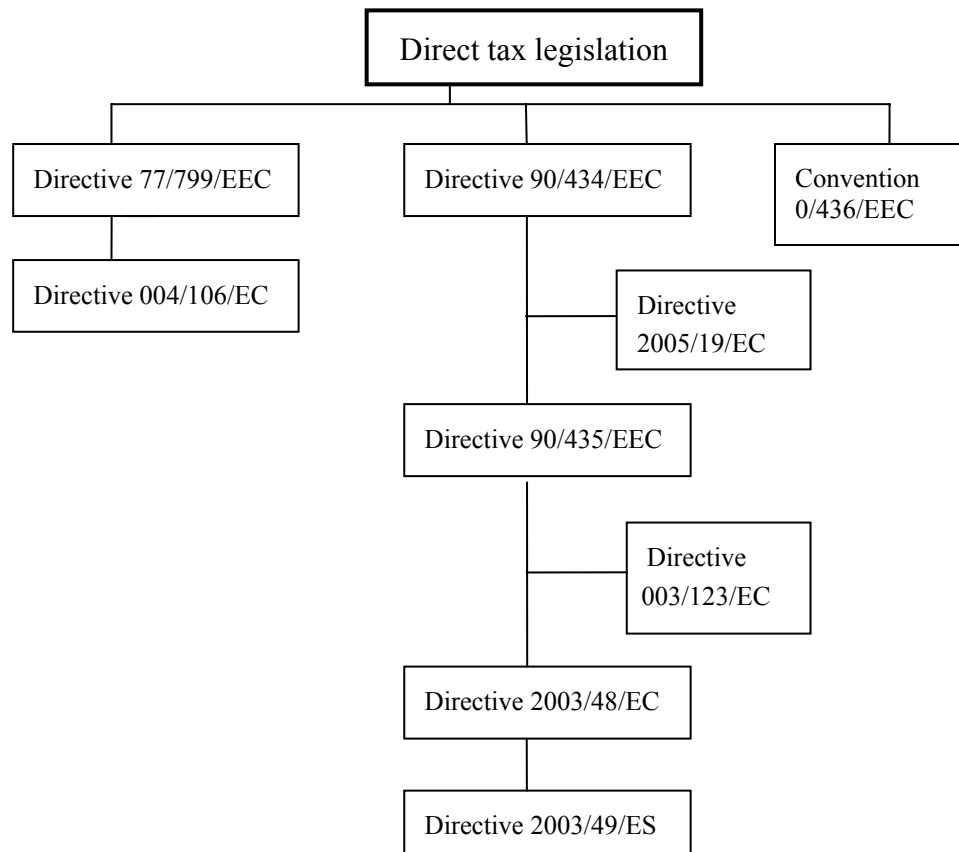 Direct tax legislation
Directive 77/799/EEC
Directive 90/434/EEC
Convention
0/436/EEC
Directive 004/106/EC
Directive
2005/19/EC
Directive 90/435/EEC
Directive
003/123/EC
Directive 2003/48/EC
Directive 2003/49/ES